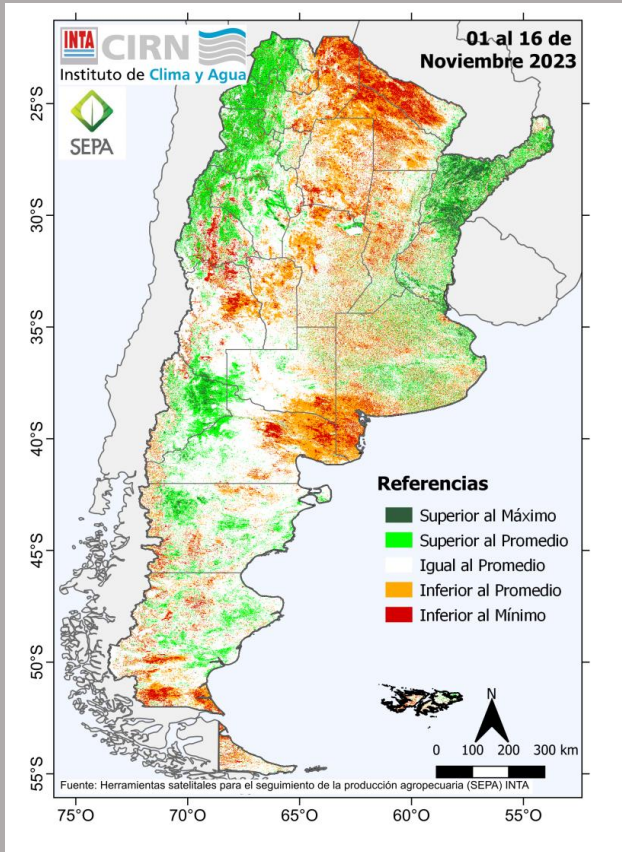 INTA CIRN
Instituto de Clima y Agua
SEPA
01 al 16 de
Noviembre 2023
25°S
30°S
35°S
40°S
45°S
50°S
55°S
Referencias
Superior al Máximo
Superior al Promedio
Igual al Promedio
Inferior al Promedio
Inferior al Mínimo
N
0 100 200 300 km
Fuente: Herramientas satelitales para el seguimiento de la producción agropecuaria (SEPA) INTA
75°O 70°O 65°O 60°O 55°O